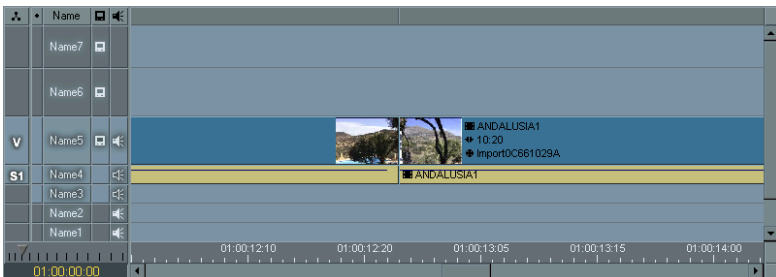 Name
Name7
Name6
V Name5
ANDALUSIA1
10:20
Import0C661029A
S1 Name4 ANDALUSIA1
Name3
Name2
Name1
01:00:12:10 01:00:12:20 01:00:13:05 01:00:13:15 01:00:14:00
01:00:00:00